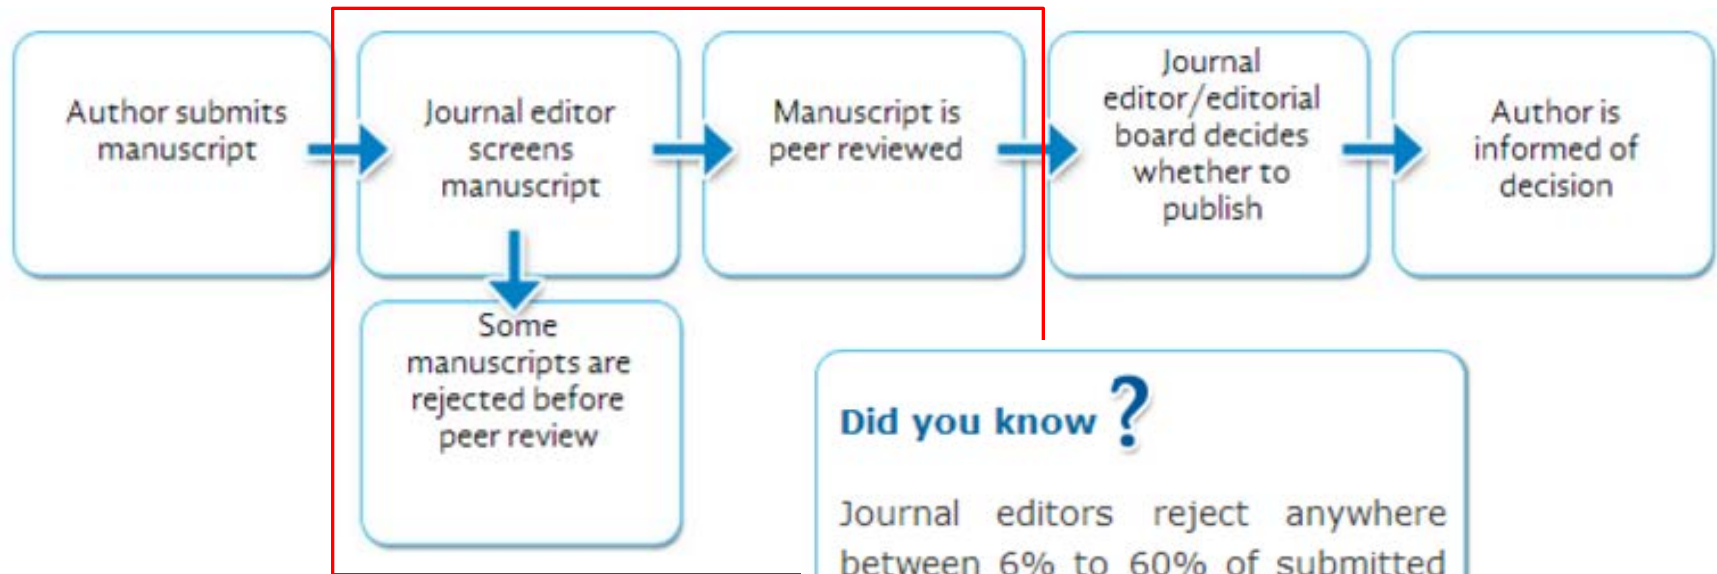 Author submits
manuscript
Journal editor
screens
manuscript
Manuscript is
peer reviewed
Journal
editor/editorial
board decides
whether to
publish
Author is
informed of
decision
Some
manuscripts are
rejected before
peer review
Did you know ?
Journal editors reject anywhere
between 6% to 60% of submitted